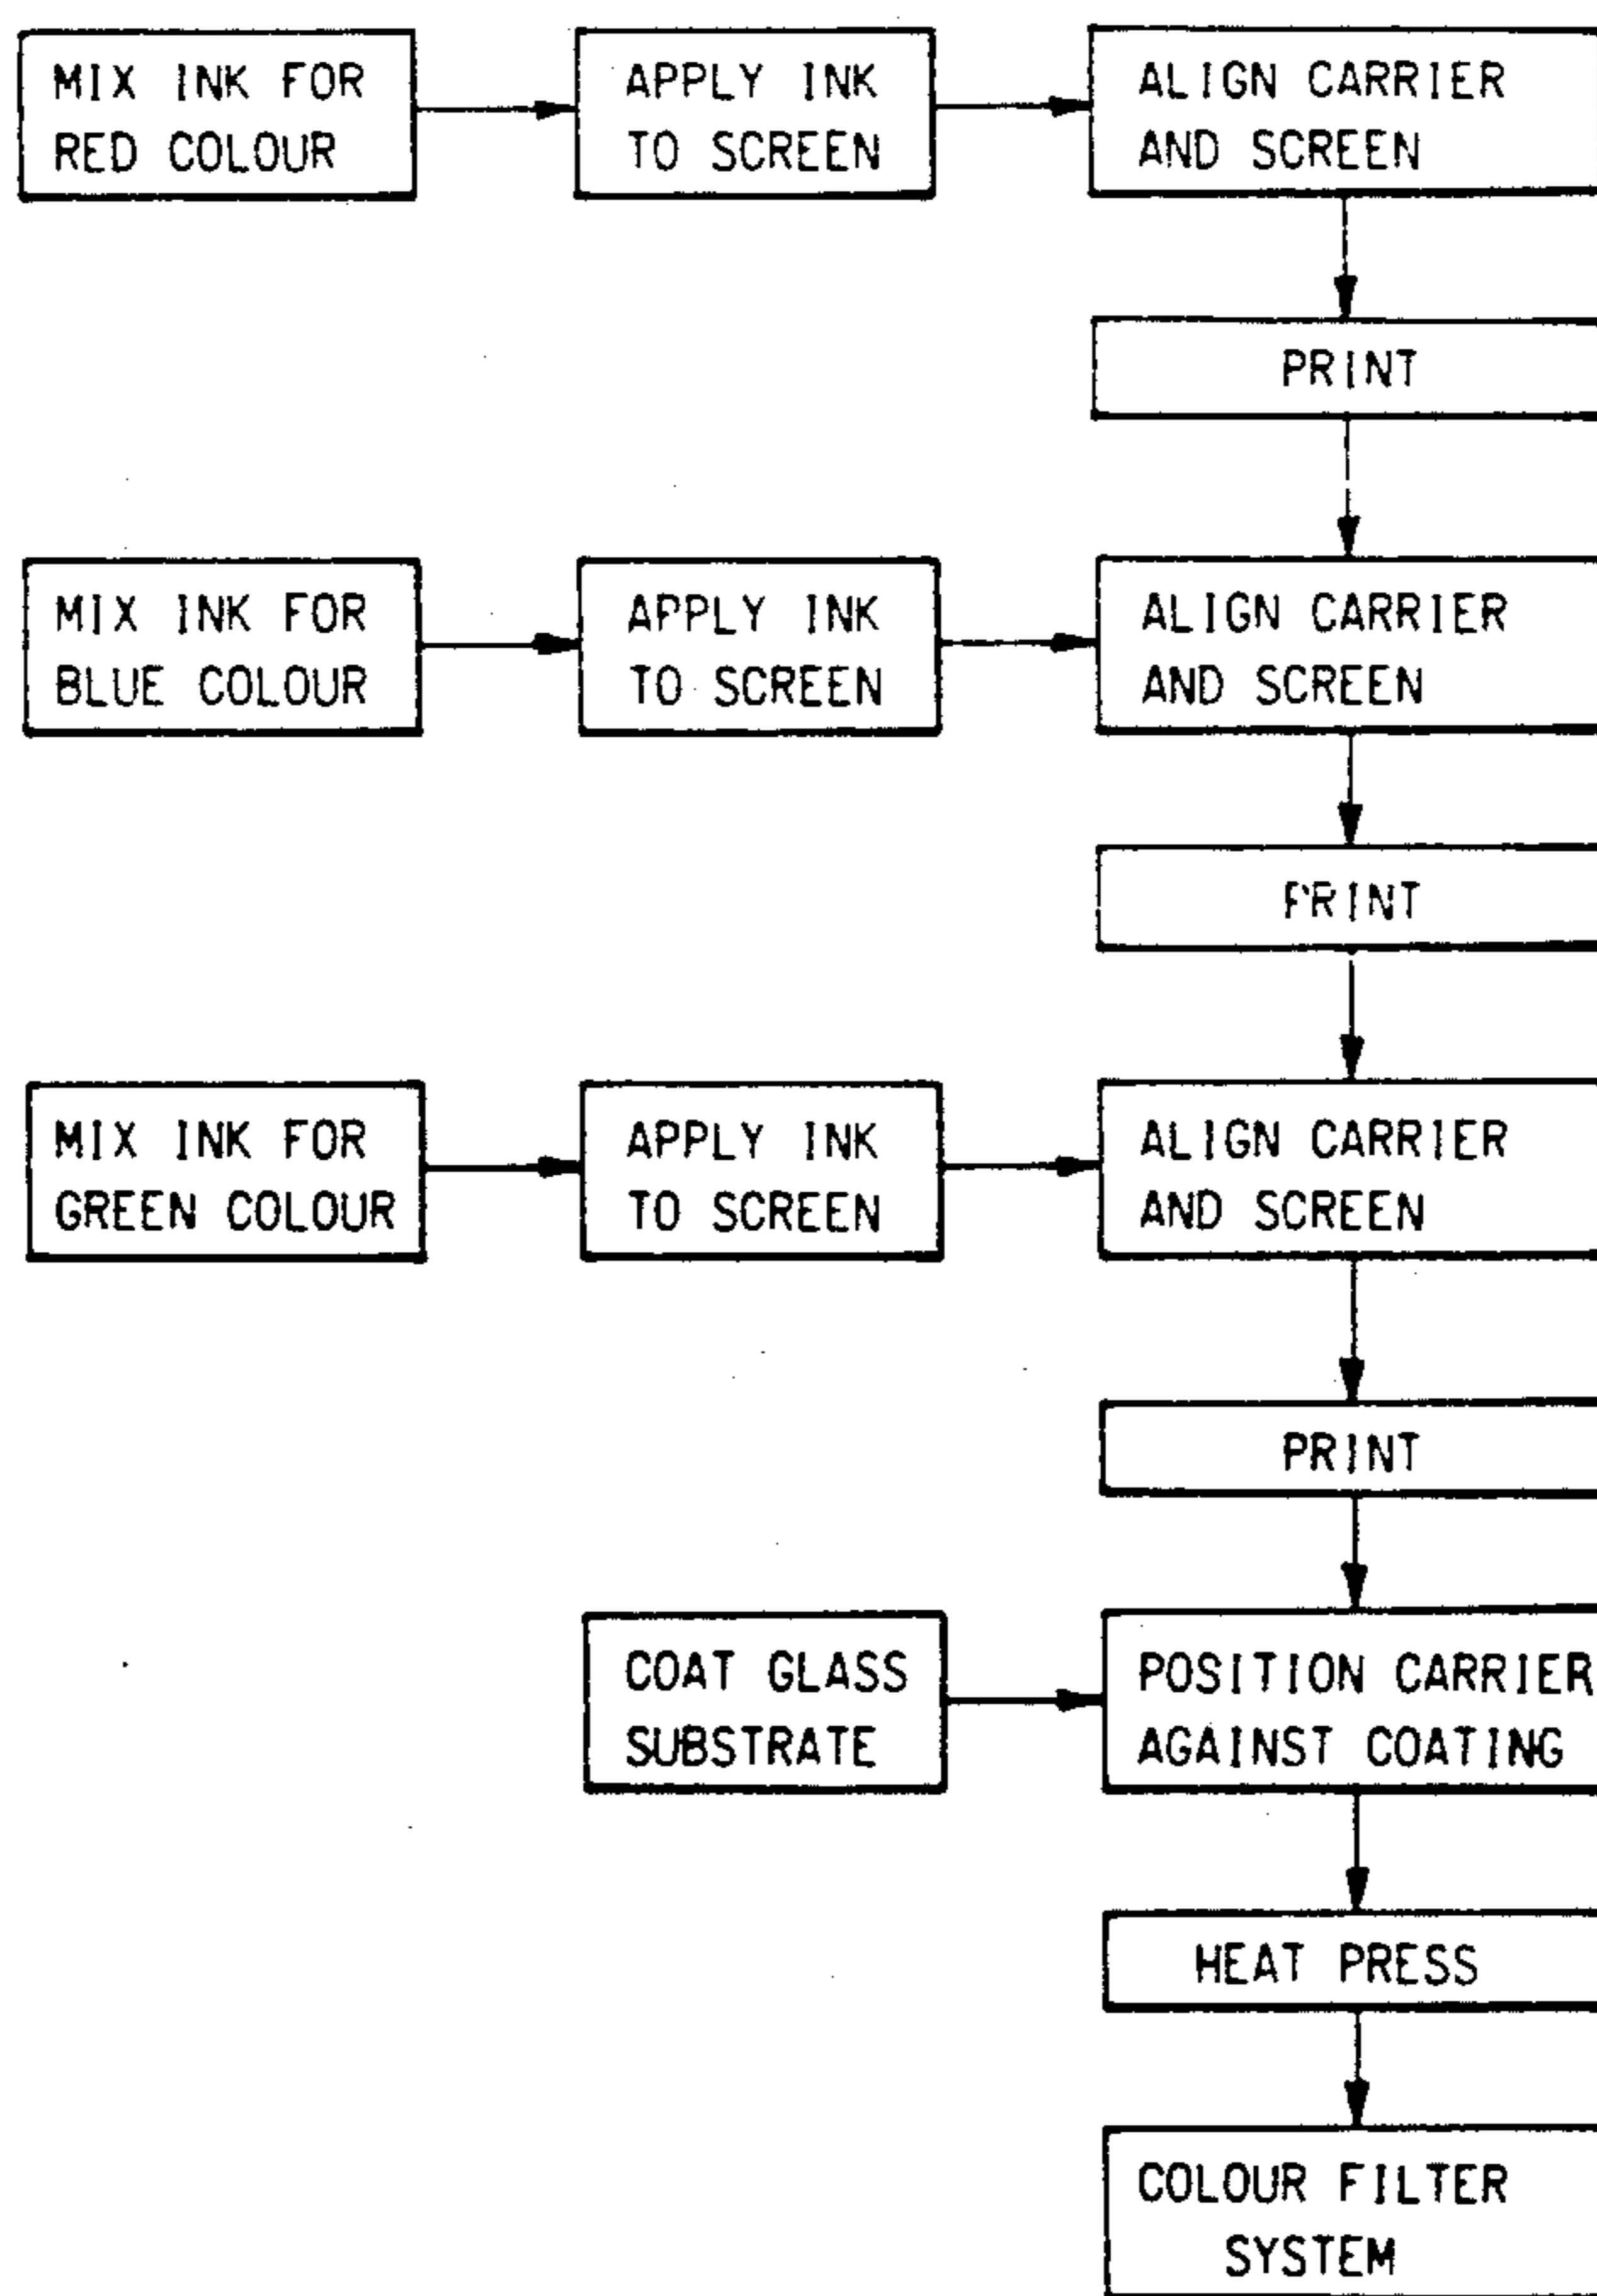 MIX INK FOR
RED COLOUR
APPLY INK
TO SCREEN
ALIGN CARRIER
AND SCREEN
PRINT
MIX INK FOR
BLUE COLOUR
APPLY INK
TO SCREEN
ALIGN CARRIER
AND SCREEN
PRINT
MIX INK FOR
GREEN COLOUR
APPLY INK
TO SCREEN
ALIGN CARRIER
AND SCREEN
PRINT
COAT GLASS
SUBSTRATE
POSITION CARRIER
AGAINST COATING
HEAT PRESS
COLOUR FILTER
SYSTEM